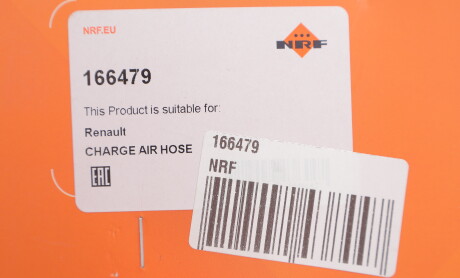 NRF.EU
NRF
166479
This Product is suitable for:
Renault
CHARGE AIR HOSE
EAC
166479
NRF